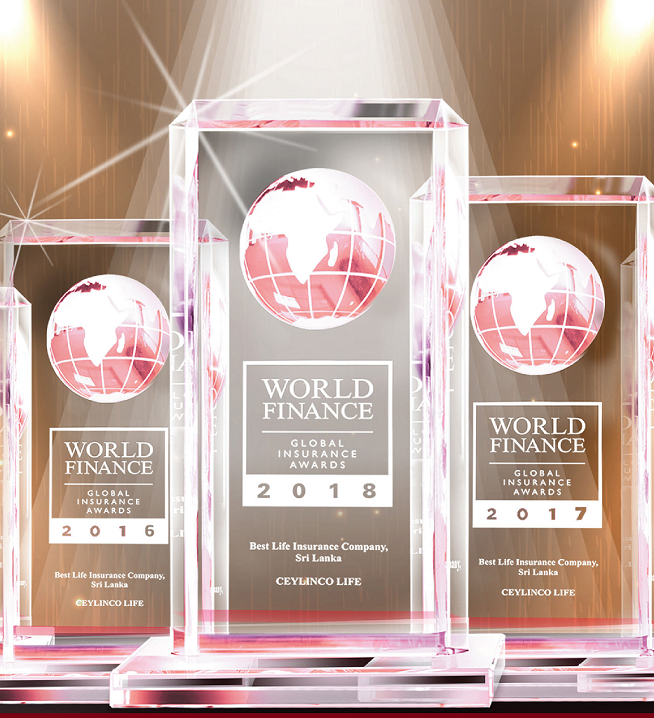 WORLD
FINANCE
GLOBAL
INSURANCE
AWARDS
2016
Best Life Insurance Company,
Sri Lanka
CEYLINCO LIFE
WORLD
FINANCE
GLOBAL
INSURANCE
AWARDS
2018
Best Life Insurance Company,
Sri Lanka
CEYLINCO LIFE
WORLD
FINANCE
GLOBAL
INSURANCE
AWARDS
2017
Best Life Insurance Company,
Sri Lanka
CEYLINCO LIFE